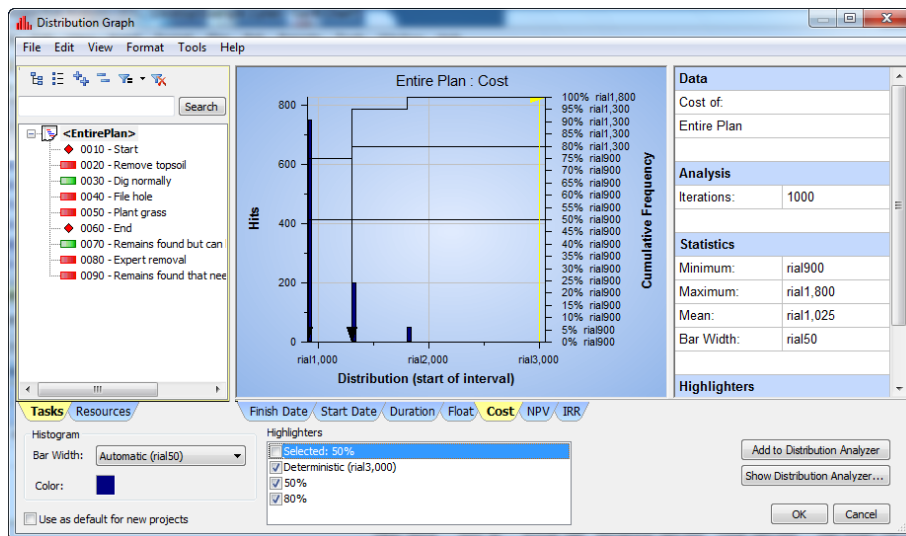 Distribution Graph
File Edit View Format Tools Help
Search
<EntirePlan>
0010 - Start
0020 - Remove topsoil
0030 - Dig normally
0040 - File hole
0050 - Plant grass
0060 - End
0070 - Remains found but can
0080 - Expert removal
0090 - Remains found that nee
Tasks Resources
Entire Plan : Cost
Hits
800
600
400
200
0
rial1,000 rial2,000 rial3,000
Distribution (start of interval)
100% rial1,800
95% rial1,300
90% rial1,300
85% rial1,300
80% rial1,300
75% rial900
70% rial900
65% rial900
60% rial900
55% rial900
50% rial900
45% rial900
40% rial900
35% rial900
30% rial900
25% rial900
20% rial900
15% rial900
10% rial900
5% rial900
0% rial900
Cumulative Frequency
Data
Cost of:
Entire Plan
Analysis
Iterations: 1000
Statistics
Minimum: rial900
Maximum: rial1,800
Mean: rial1,025
Bar Width: rial50
Highlighters
Finish Date Start Date Duration Float Cost NPV IRR
Histogram
Bar Width: Automatic (rial50)
Color:
Use as default for new projects
Highlighters
Selected: 50%
Deterministic (rial3,000)
50%
80%
Add to Distribution Analyzer
Show Distribution Analyzer...
OK Cancel